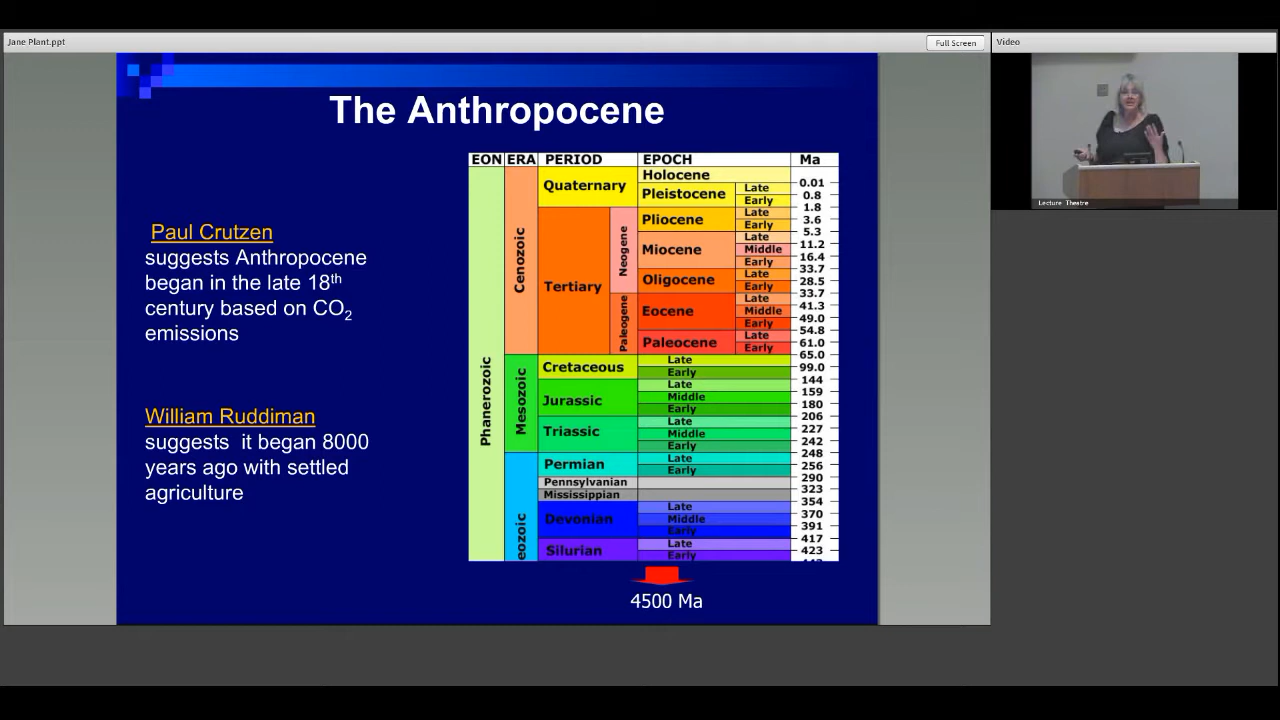 Jane Plant.ppt
Full Screen
Video
The Anthropocene
Paul Crutzen
suggests Anthropocene
began in the late 18th
century based on CO2
emissions
William Ruddiman
suggests it began 8000
years ago with settled
agriculture
EON ERA PERIOD EPOCH Ma
Phanerozoic
Cenozoic
Mesozoic
eozoic
Quaternary
Tertiary
Neogene
Paleogene
Cretaceous
Jurassic
Triassic
Permian
Pennsylvanian
Mississippian
Devonian
Silurian
Holocene
Pleistocene
Late
Early
Pliocene
Late
Early
Miocene
Late
Middle
Early
Oligocene
Late
Early
Eocene
Late
Middle
Early
Paleocene
Late
Early
Late
Early
Late
Middle
Early
Late
Middle
Early
Late
Early
Late
Middle
Early
Late
Early
0.01
0.8
1.8
3.6
5.3
11.2
16.4
33.7
28.5
33.7
41.3
49.0
54.8
61.0
65.0
99.0
144
159
180
206
227
242
248
256
290
323
354
370
391
417
423
4500 Ma
Lecture Theatre